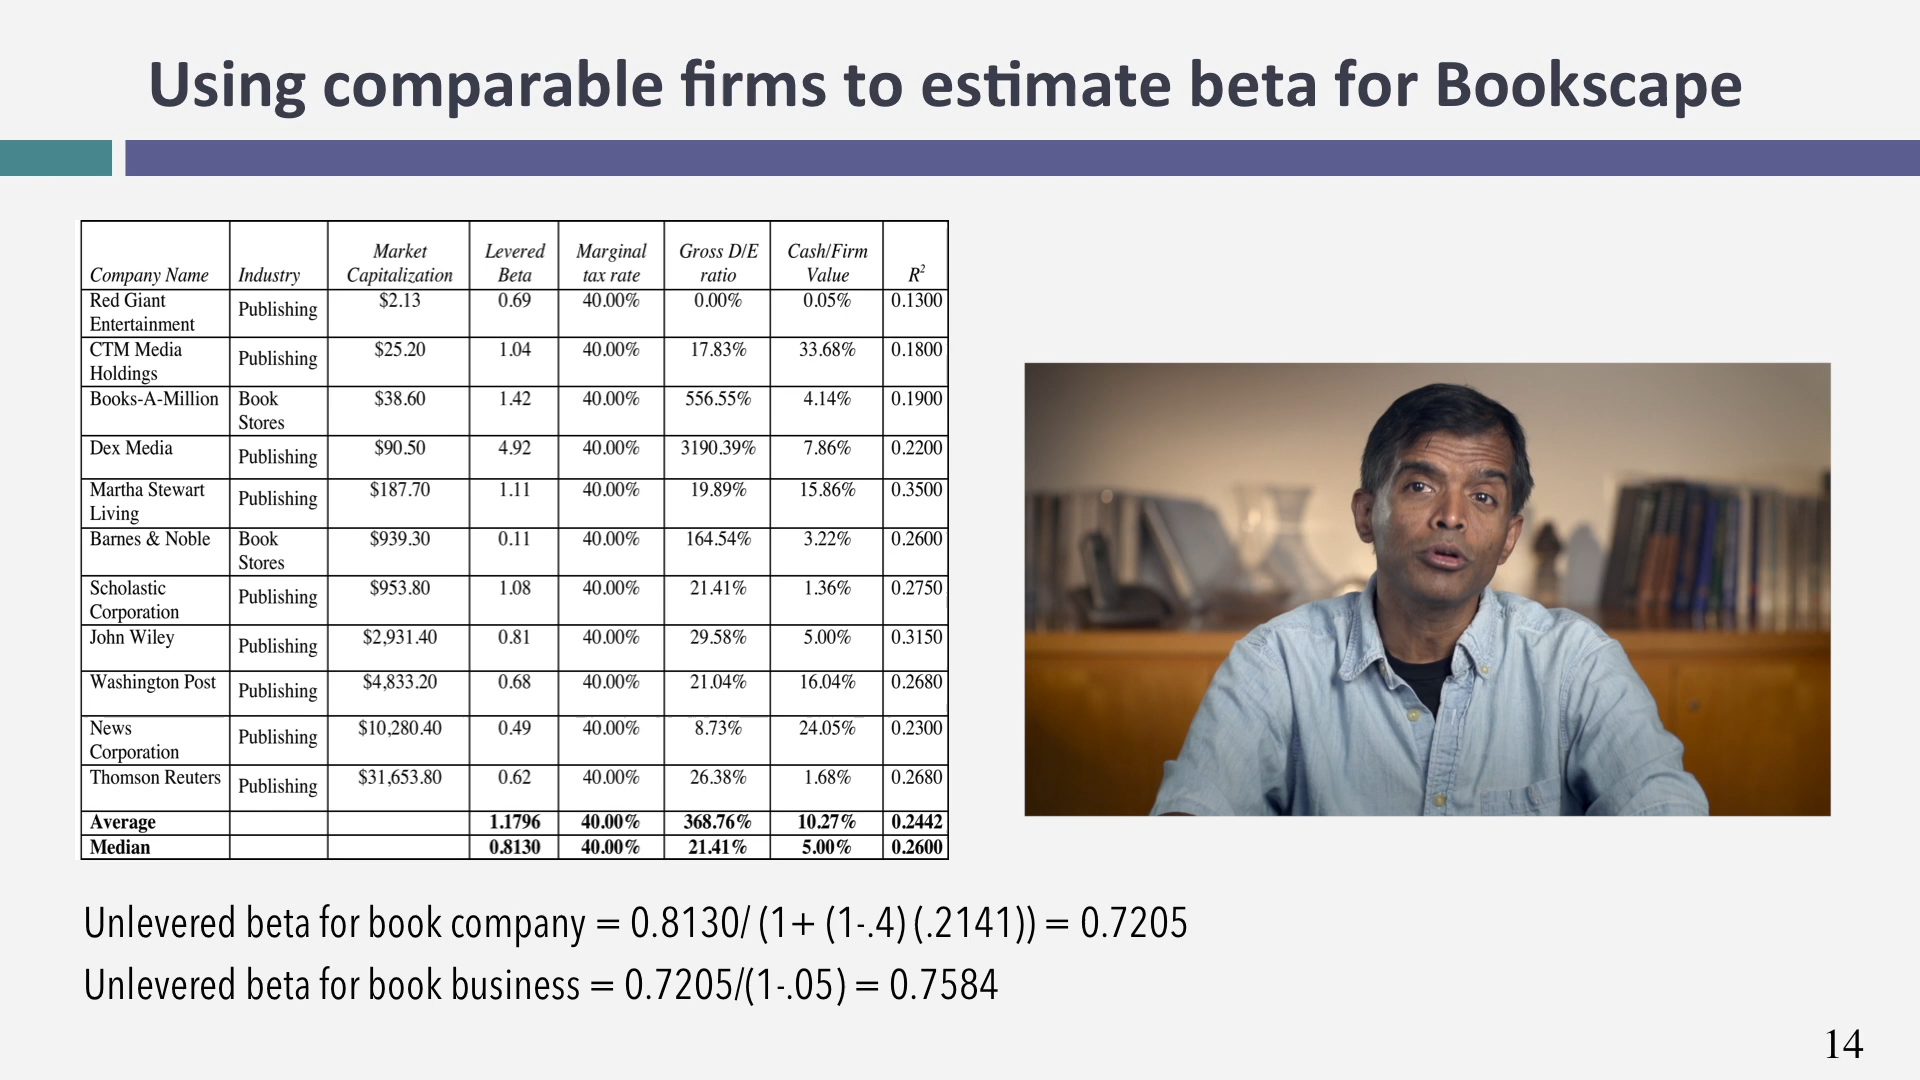 Using comparable firms to estimate beta for Bookscape
Company Name Industry Market Capitalization Levered Beta Marginal tax rate Gross D/E ratio Cash/Firm Value R²
Red Giant Entertainment Publishing $2.13 0.69 40.00% 0.00% 0.05% 0.1300
CTM Media Holdings Publishing $25.20 1.04 40.00% 17.83% 33.68% 0.1800
Books-A-Million Book Stores $38.60 1.42 40.00% 556.55% 4.14% 0.1900
Dex Media Publishing $90.50 4.92 40.00% 3190.39% 7.86% 0.2200
Martha Stewart Living Publishing $187.70 1.11 40.00% 19.89% 15.86% 0.3500
Barnes & Noble Book Stores $939.30 0.11 40.00% 164.54% 3.22% 0.2600
Scholastic Corporation Publishing $953.80 1.08 40.00% 21.41% 1.36% 0.2750
John Wiley Publishing $2,931.40 0.81 40.00% 29.58% 5.00% 0.3150
Washington Post Publishing $4,833.20 0.68 40.00% 21.04% 16.04% 0.2680
News Corporation Publishing $10,280.40 0.49 40.00% 8.73% 24.05% 0.2300
Thomson Reuters Publishing $31,653.80 0.62 40.00% 26.38% 1.68% 0.2680
Average 1.1796 40.00% 368.76% 10.27% 0.2442
Median 0.8130 40.00% 21.41% 5.00% 0.2600
Unlevered beta for book company = 0.8130/ (1+ (1-.4) (.2141)) = 0.7205
Unlevered beta for book business = 0.7205/(1-.05) = 0.7584
14